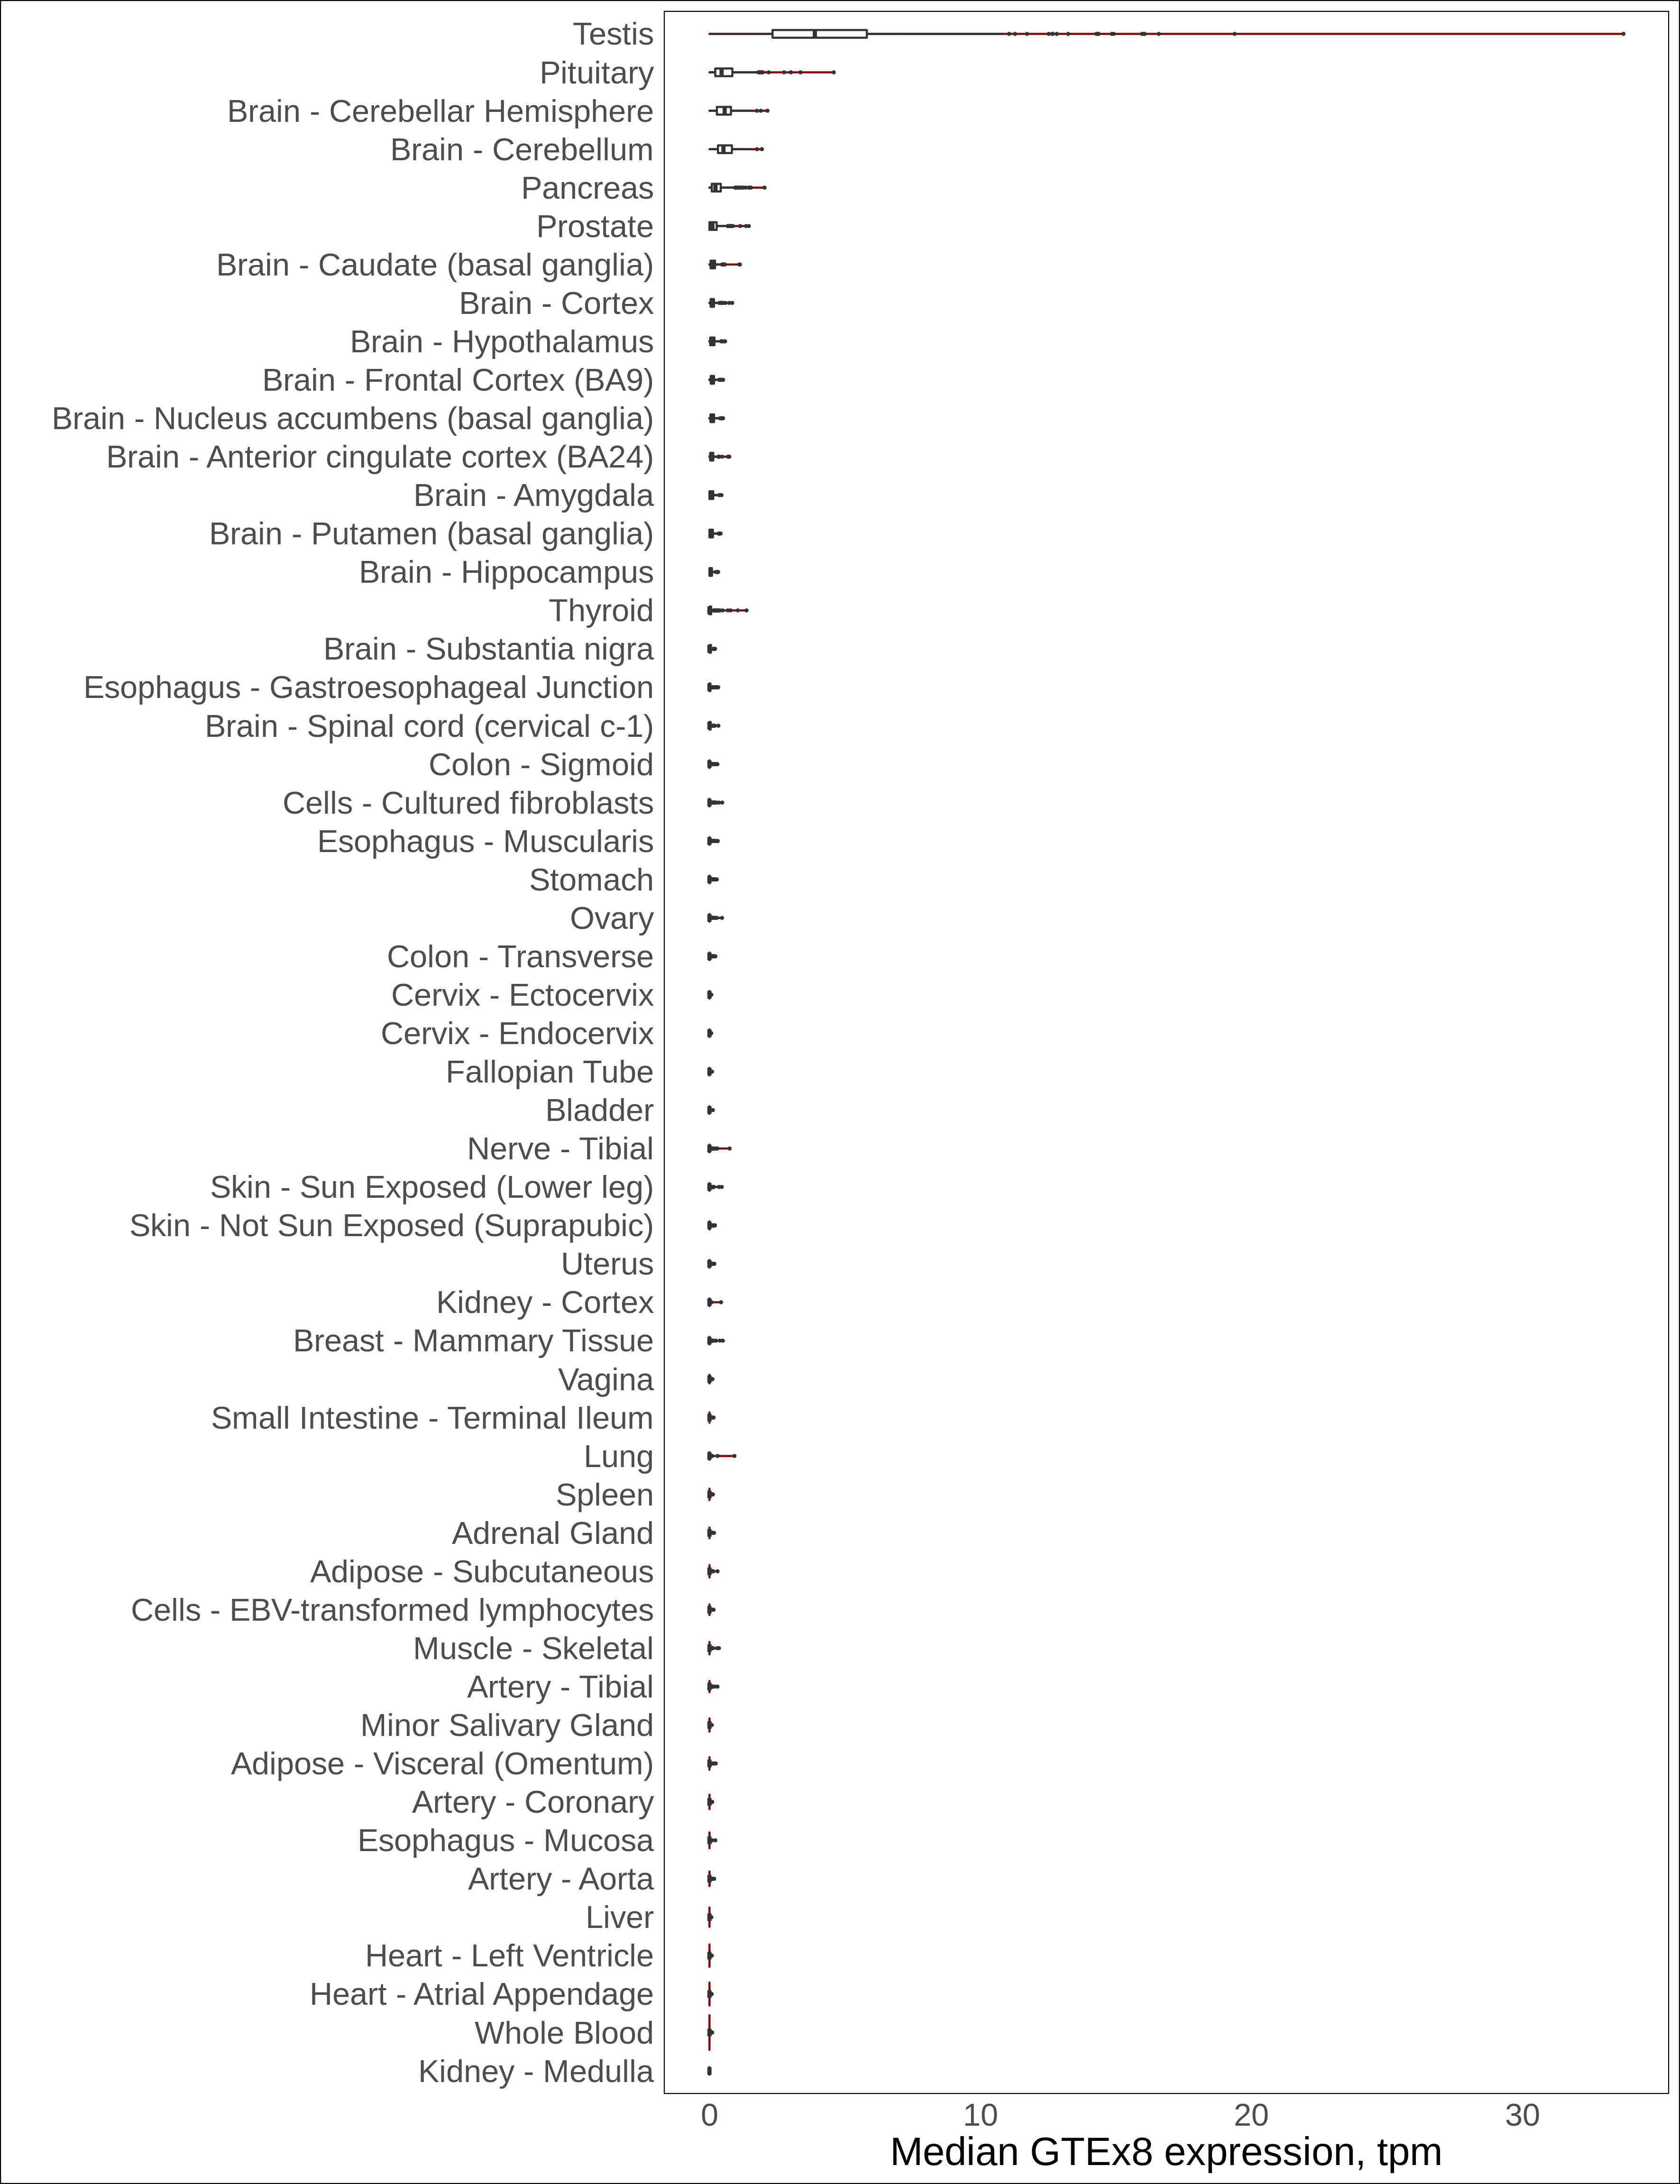 Testis
Pituitary
Brain - Cerebellar Hemisphere
Brain - Cerebellum
Pancreas
Prostate
Brain - Caudate (basal ganglia)
Brain - Cortex
Brain - Hypothalamus
Brain - Frontal Cortex (BA9)
Brain - Nucleus accumbens (basal ganglia)
Brain - Anterior cingulate cortex (BA24)
Brain - Amygdala
Brain - Putamen (basal ganglia)
Brain - Hippocampus
Thyroid
Brain - Substantia nigra
Esophagus - Gastroesophageal Junction
Brain - Spinal cord (cervical c-1)
Colon - Sigmoid
Cells - Cultured fibroblasts
Esophagus - Muscularis
Stomach
Ovary
Colon - Transverse
Cervix - Ectocervix
Cervix - Endocervix
Fallopian Tube
Bladder
Nerve - Tibial
Skin - Sun Exposed (Lower leg)
Skin - Not Sun Exposed (Suprapubic)
Uterus
Kidney - Cortex
Breast - Mammary Tissue
Vagina
Small Intestine - Terminal Ileum
Lung
Spleen
Adrenal Gland
Adipose - Subcutaneous
Cells - EBV-transformed lymphocytes
Muscle - Skeletal
Artery - Tibial
Minor Salivary Gland
Adipose - Visceral (Omentum)
Artery - Coronary
Esophagus - Mucosa
Artery - Aorta
Liver
Heart - Left Ventricle
Heart - Atrial Appendage
Whole Blood
Kidney - Medulla
0 10 20 30
Median GTEx8 expression, tpm